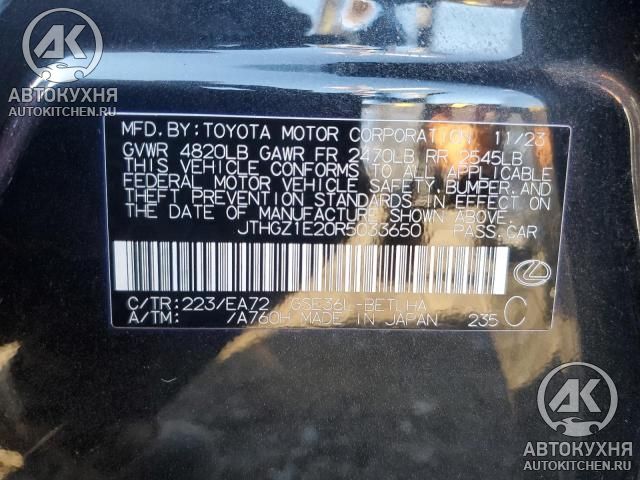 AK
АВТОКУХНЯ
AUTOKITCHEN.RU
MFD. BY: TOYOTA MOTOR CORPORATION 11/23
GVWR 4820LB GAWR FR 2470LB RR 2545LB
THIS VEHICLE CONFORMS TO ALL APPLICABLE
FEDERAL MOTOR VEHICLE SAFETY, BUMPER, AND
THEFT PREVENTION STANDARDS IN EFFECT ON
THE DATE OF MANUFACTURE SHOWN ABOVE.
JTHGZ1E20R5033650 PASS. CAR
C/TR: 223/EA72 GSE36L-BETLHA
A/TM: /A760H MADE IN JAPAN 235 C
AK
АВТОКУХНЯ
AUTOKITCHEN.RU